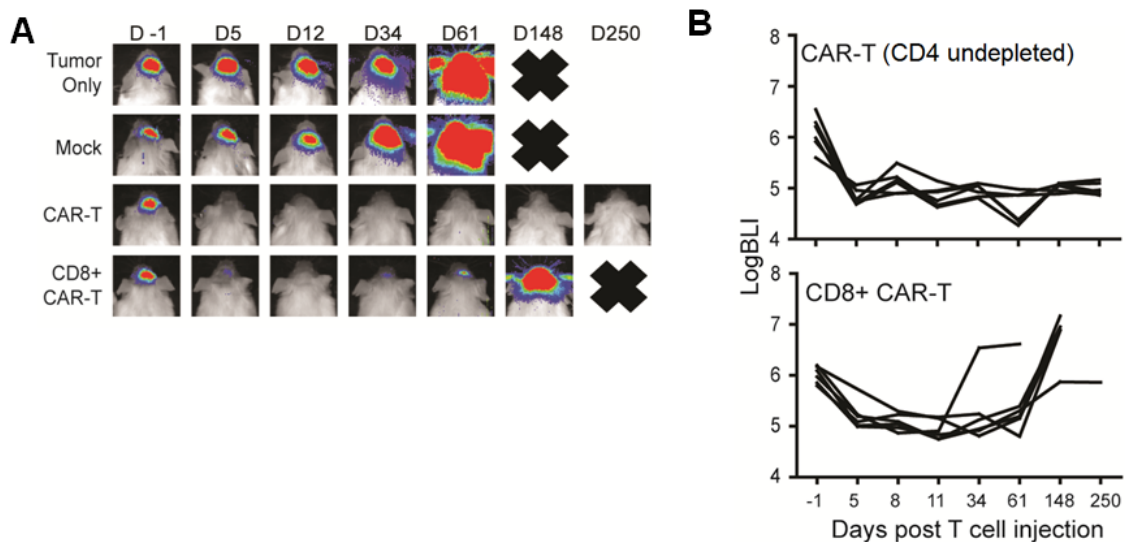 A
D -1 D5 D12 D34 D61 D148 D250
Tumor
Only
Mock
CAR-T
CD8+
CAR-T
B
CAR-T (CD4 undepleted)
8
7
6
5
4
LogBLI
CD8+ CAR-T
8
7
6
5
4
-1 5 8 11 34 61 148 250
Days post T cell injection